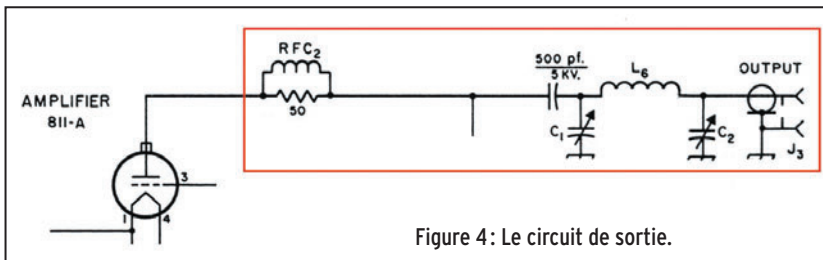 RFC2
50
AMPLIFIER
811-A
3
1
4
500 pf.
5 KV.
L6
OUTPUT
C1
C2
J3
Figure 4: Le circuit de sortie.